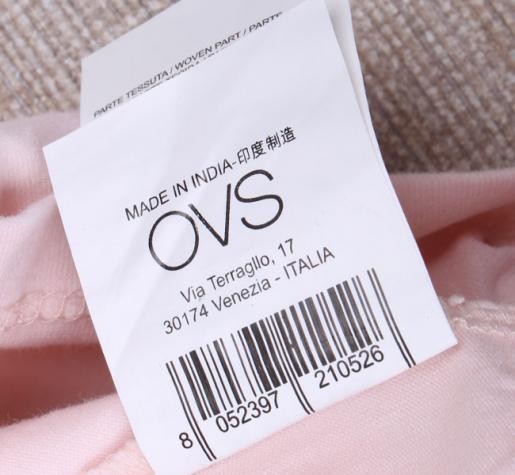 PARTE TESSUTA / WOVEN PART / PARTE
MADE IN INDIA-印度制造
OVS
Via Terraglio, 17
30174 Venezia - ITALIA
8 052397 210526